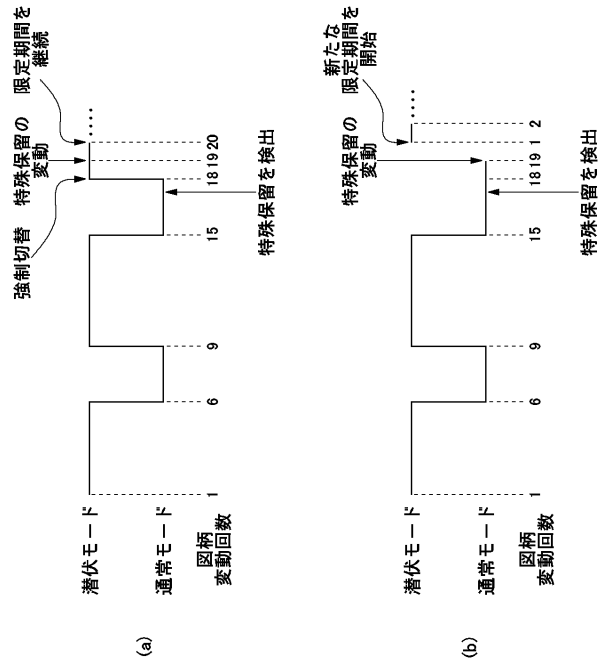 (a)
強制切替
特殊保留の
変動
限定期間を
継続
潜伏モード
通常モード
特殊保留を検出
図柄
変動回数
1 6 9 15 18 19 20
(b)
特殊保留の
変動
新たな
限定期間を
開始
潜伏モード
通常モード
特殊保留を検出
図柄
変動回数
1 6 9 15 18 19 1 2